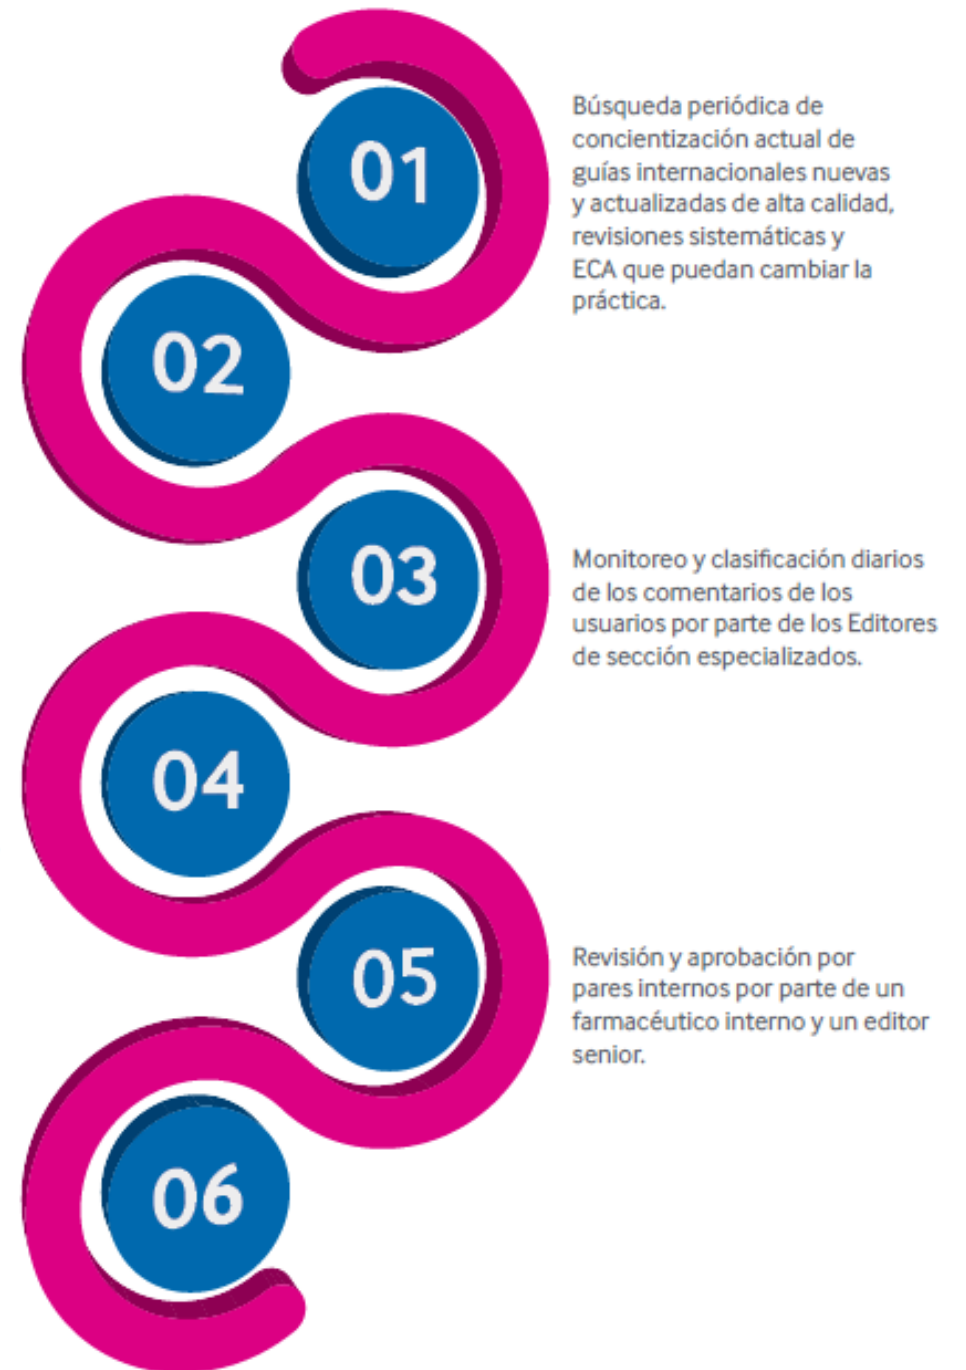 01
Búsqueda periódica de
concientización actual de
guías internacionales nuevas
y actualizadas de alta calidad,
revisiones sistemáticas y
ECA que puedan cambiar la
práctica.
02
03
Monitoreo y clasificación diarios
de los comentarios de los
usuarios por parte de los Editores
de sección especializados.
04
05
Revisión y aprobación por
pares internos por parte de un
farmacéutico interno y un editor
senior.
06